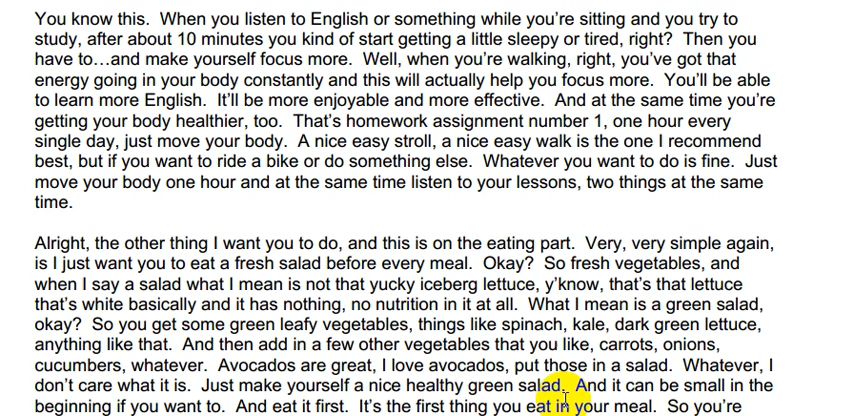 You know this.  When you listen to English or something while you're sitting and you try to
study, after about 10 minutes you kind of start getting a little sleepy or tired, right?  Then you
have to…and make yourself focus more.  Well, when you're walking, right, you've got that
energy going in your body constantly and this will actually help you focus more.  You'll be able
to learn more English.  It'll be more enjoyable and more effective.  And at the same time you're
getting your body healthier, too.  That's homework assignment number 1, one hour every
single day, just move your body.  A nice easy stroll, a nice easy walk is the one I recommend
best, but if you want to ride a bike or do something else.  Whatever you want to do is fine.  Just
move your body one hour and at the same time listen to your lessons, two things at the same
time.

Alright, the other thing I want you to do, and this is on the eating part.  Very, very simple again,
is I just want you to eat a fresh salad before every meal.  Okay?  So fresh vegetables, and
when I say a salad what I mean is not that yucky iceberg lettuce, y'know, that's that lettuce
that's white basically and it has nothing, no nutrition in it at all.  What I mean is a green salad,
okay?  So you get some green leafy vegetables, things like spinach, kale, dark green lettuce,
anything like that.  And then add in a few other vegetables that you like, carrots, onions,
cucumbers, whatever.  Avocados are great, I love avocados, put those in a salad.  Whatever, I
don't care what it is.  Just make yourself a nice healthy green salad.  And it can be small in the
beginning if you want to.  And eat it first.  It's the first thing you eat in your meal.  So you're